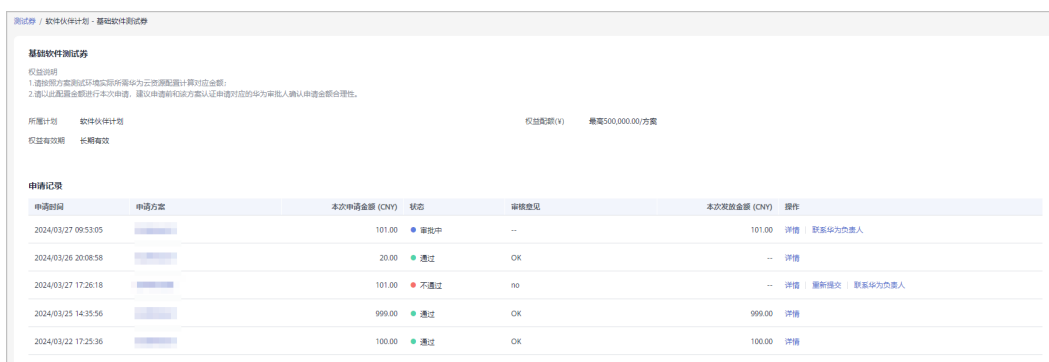 测试券 / 软件伙伴计划 - 基础软件测试券
基础软件测试券
权益说明
1.请按照方案测试环境实际所需华为云资源配置计算对应金额；
2.请以此配置金额进行本次申请，建议申请前和该方案认证申请对应的华为审批人确认申请金额合理性。
所属计划 软件伙伴计划 权益配额(¥) 最高500,000.00/方案
权益有效期 长期有效
申请记录
申请时间 申请方案 本次申请金额 (CNY) 状态 审核意见 本次发放金额 (CNY) 操作
2024/03/27 09:53:05 101.00 审批中 -- 101.00 详情 联系华为负责人
2024/03/26 20:08:58 20.00 通过 OK -- 详情
2024/03/27 17:26:18 101.00 不通过 no -- 详情 重新提交 联系华为负责人
2024/03/25 14:35:56 999.00 通过 OK 999.00 详情
2024/03/22 17:25:36 100.00 通过 OK 100.00 详情